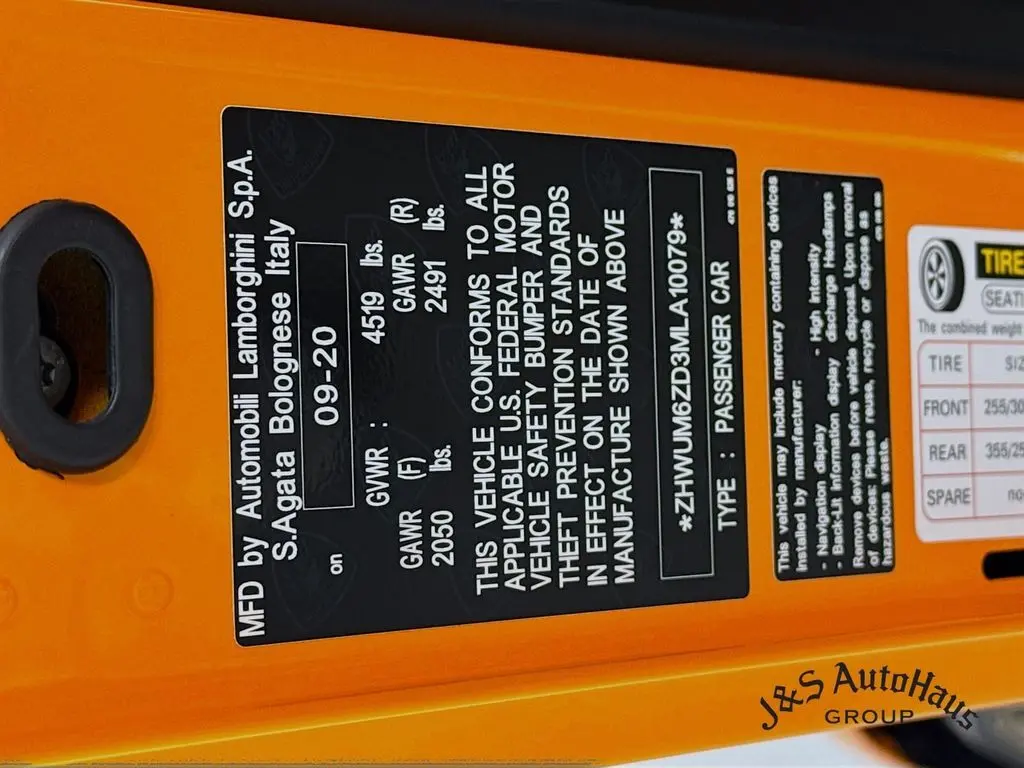 MFD by Automobili Lamborghini S.p.A.
S.Agata Bolognese Italy
on 09-20
GVWR : 4519 lbs.
GAWR (F) GAWR (R)
2050 lbs. 2491 lbs.
THIS VEHICLE CONFORMS TO ALL
APPLICABLE U.S. FEDERAL MOTOR
VEHICLE SAFETY BUMPER AND
THEFT PREVENTION STANDARDS
IN EFFECT ON THE DATE OF
MANUFACTURE SHOWN ABOVE
*ZHWUM6ZD3MLA10079*
TYPE : PASSENGER CAR
This vehicle may include mercury containing devices
installed by manufacturer:
- Navigation display - High Intensity
- Back-Lit Information display discharge Headlamps
Remove devices before vehicle disposal. Upon removal
of devices: Please reuse, recycle or dispose as
hazardous waste.
TIRE
SEATI
The combined weight
TIRE SIZ
FRONT 255/30
REAR 355/25
SPARE no
J&S AutoHaus
GROUP